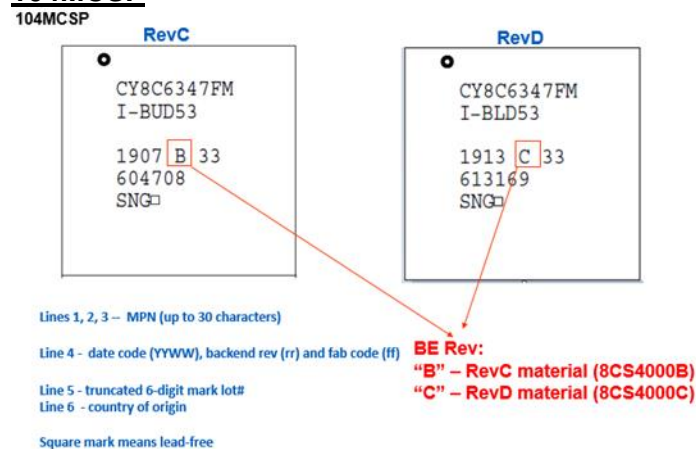 104MCSP
104MCSP
RevC
CY8C6347FM
I-BUD53
1907 B 33
604708
SNG□
RevD
CY8C6347FM
I-BLD53
1913 C 33
613169
SNG□
Lines 1, 2, 3 -- MPN (up to 30 characters)
Line 4 - date code (YYWW), backend rev (rr) and fab code (ff)
Line 5 - truncated 6-digit mark lot#
Line 6 - country of origin
Square mark means lead-free
BE Rev:
“B” – RevC material (8CS4000B)
“C” – RevD material (8CS4000C)